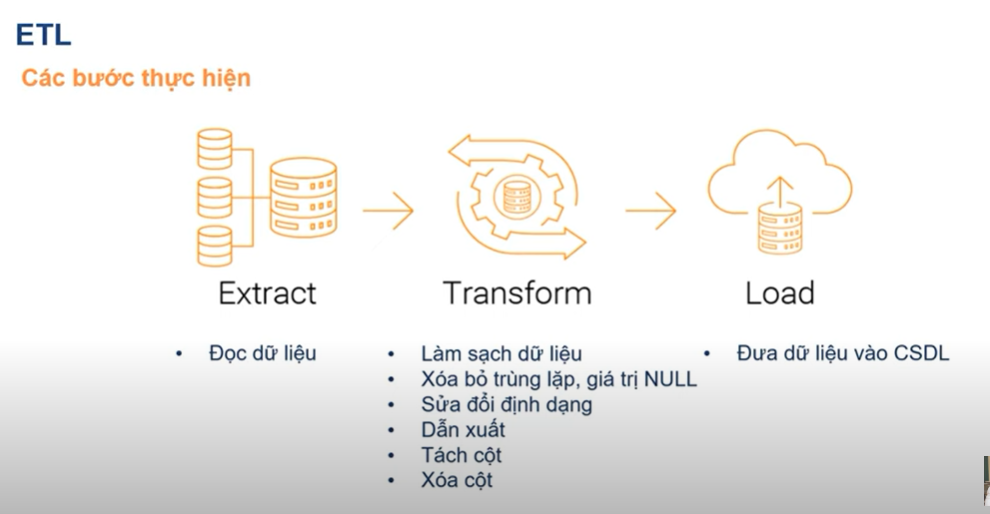 ETL
Các bước thực hiện
Extract
Transform
Load
• Đọc dữ liệu
• Làm sạch dữ liệu
• Xóa bỏ trùng lặp, giá trị NULL
• Sửa đổi định dạng
• Dẫn xuất
• Tách cột
• Xóa cột
• Đưa dữ liệu vào CSDL